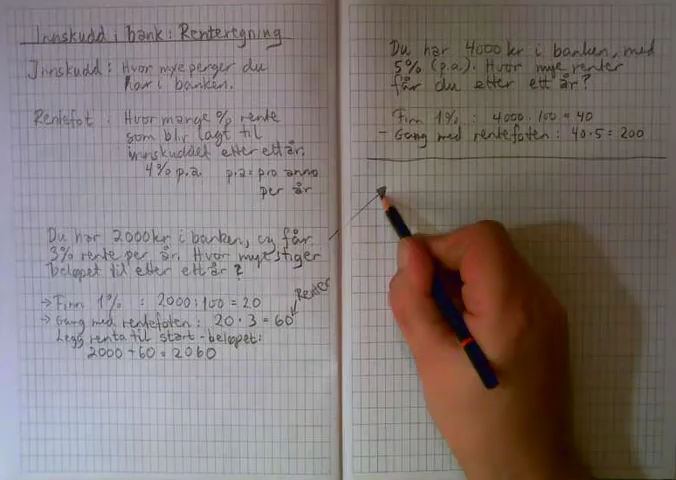 Innskudd i bank: Renteregning
Innskudd: Hvor mye penger du
har i banken.
Rentefot: Hvor mange % rente
som blir lagt til
innskuddet etter ett år.
4% p.a p.a = pro anno
per år
Du har 2000kr i banken, og får
3% rente per år. Hvor mye stiger
beløpet til etter ett år?
→ Finn 1% : 2000:100 = 20
→ Gang med rentefoten: 20 · 3 = 60
Renter
Legg renta til start-beløpet:
2000 + 60 = 2060
Du har 4000kr i banken, med
5% (p.a). Hvor mye renter
får du etter ett år?
Finn 1% : 4000:100 = 40
- Gang med rentefoten: 40 · 5 = 200